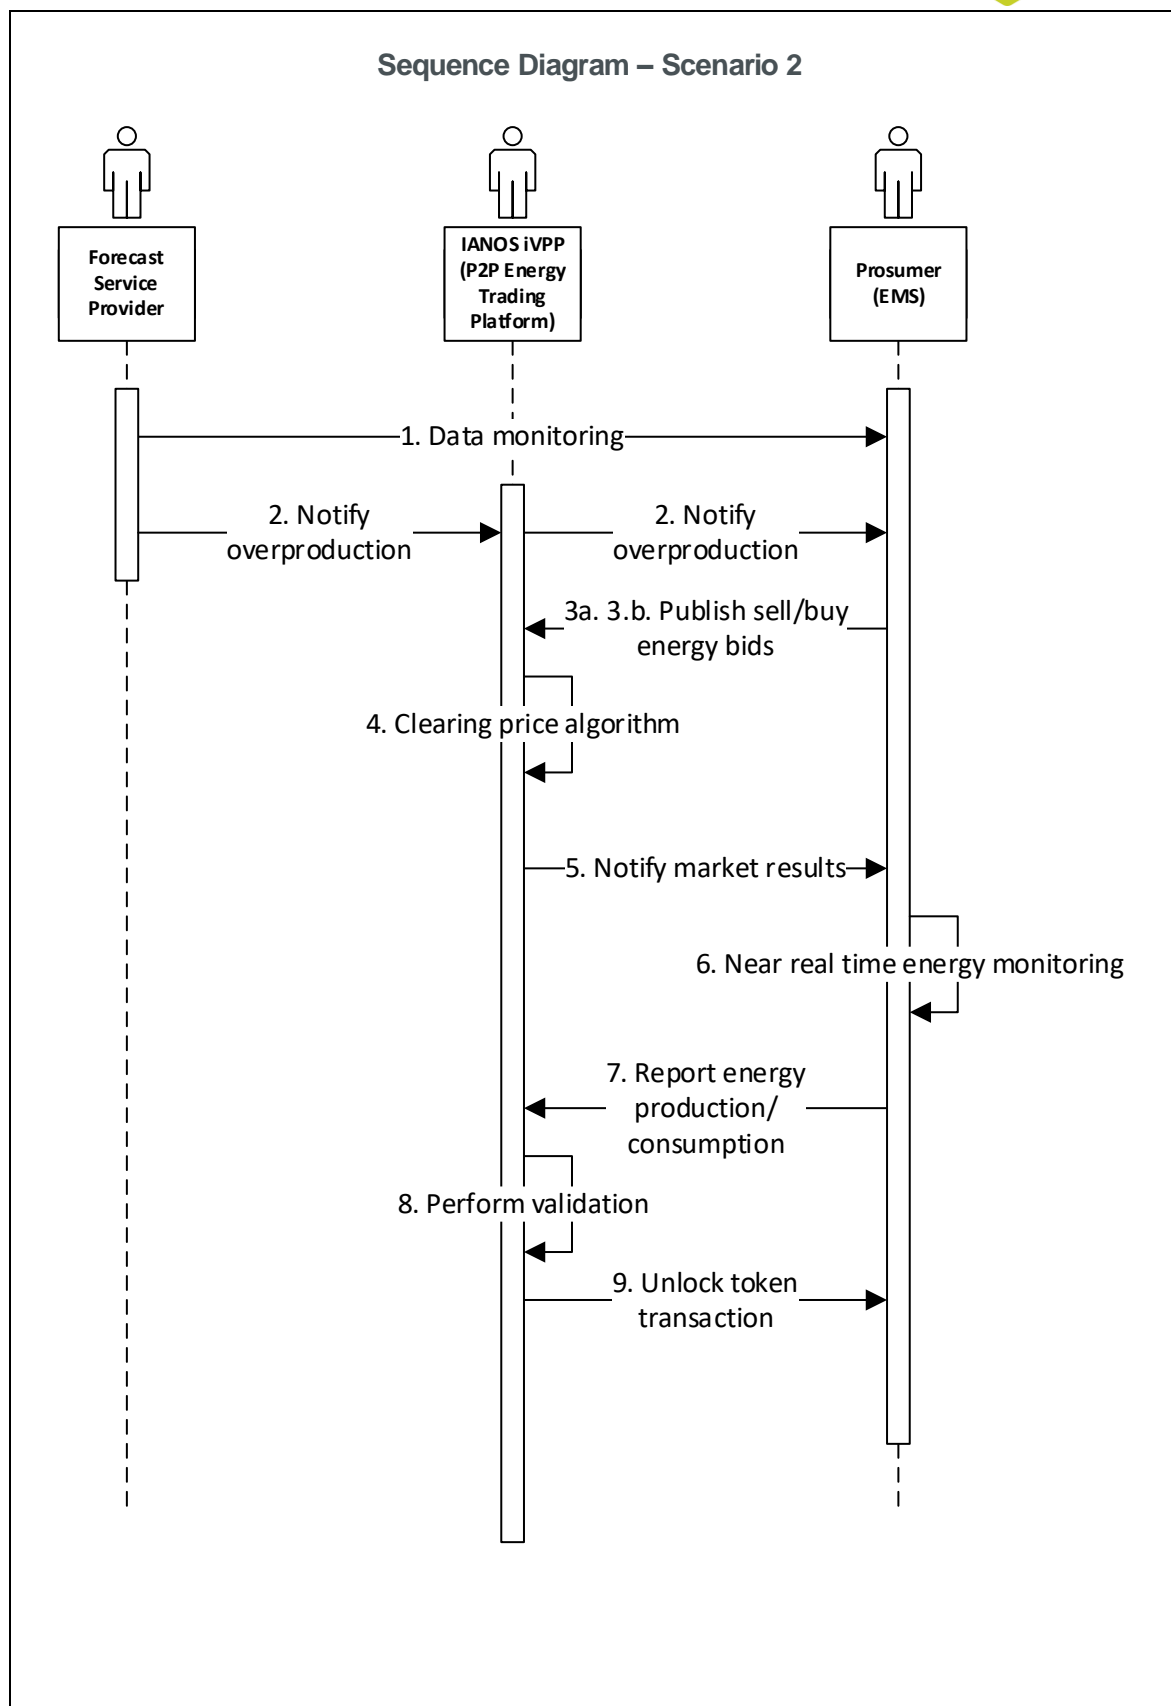 Sequence Diagram – Scenario 2
Forecast
Service
Provider
IANOS iVPP
(P2P Energy
Trading
Platform)
Prosumer
(EMS)
1. Data monitoring
2. Notify
overproduction
2. Notify
overproduction
3a. 3.b. Publish sell/buy
energy bids
4. Clearing price algorithm
5. Notify market results
6. Near real time energy monitoring
7. Report energy
production/
consumption
8. Perform validation
9. Unlock token
transaction